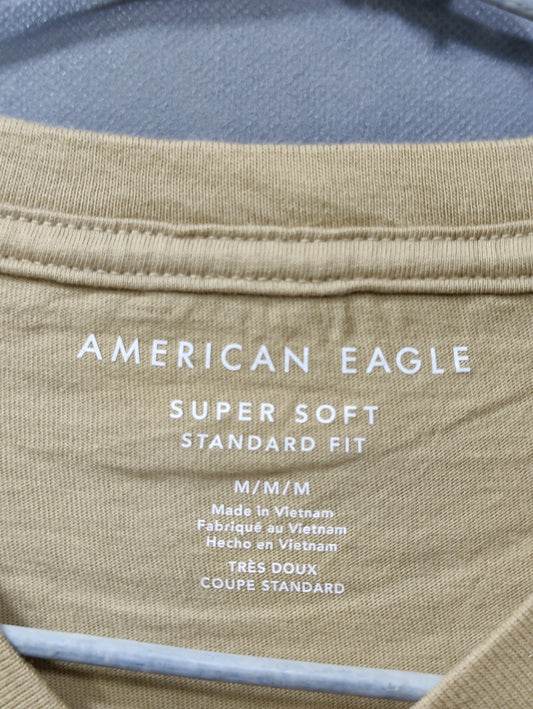 AMERICAN EAGLE
SUPER SOFT
STANDARD FIT
M/M/M
Made in Vietnam
Fabriqué au Vietnam
Hecho en Vietnam
TRÈS DOUX
COUPE STANDARD